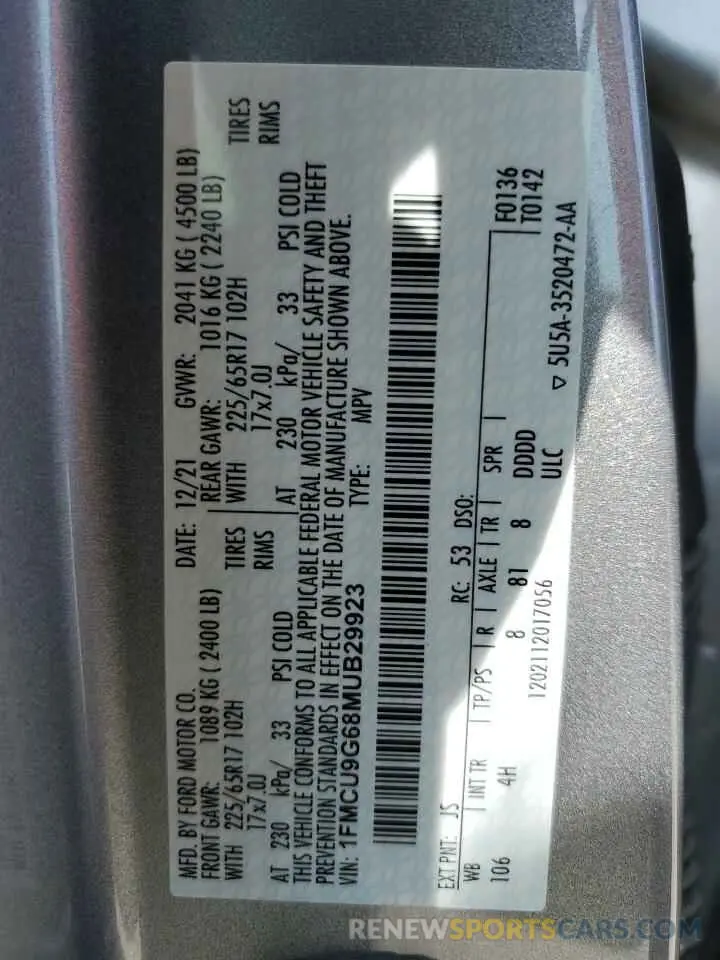 MFD. BY FORD MOTOR CO.
DATE: 12/21 GVWR: 2041 KG ( 4500 LB)
FRONT GAWR: 1089 KG ( 2400 LB)
REAR GAWR: 1016 KG ( 2240 LB)
WITH 225/65R17 102H TIRES
WITH 225/65R17 102H TIRES
17x7.0J RIMS
17x7.0J RIMS
AT 230 kPa/ 33 PSI COLD
AT 230 kPa/ 33 PSI COLD
THIS VEHICLE CONFORMS TO ALL APPLICABLE FEDERAL MOTOR VEHICLE SAFETY AND THEFT
PREVENTION STANDARDS IN EFFECT ON THE DATE OF MANUFACTURE SHOWN ABOVE.
VIN: 1FMCU9G68MUB29923 TYPE: MPV
EXT PNT: JS RC: 53 DSO: F0136
WB | INT TR | TP/PS | R | AXLE | TR | SPR | T0142
106 4H 8 81 8 DDDD
1202112017056 ULC
▽ 5U5A-3520472-AA
RENEWSPORTSCARS.COM